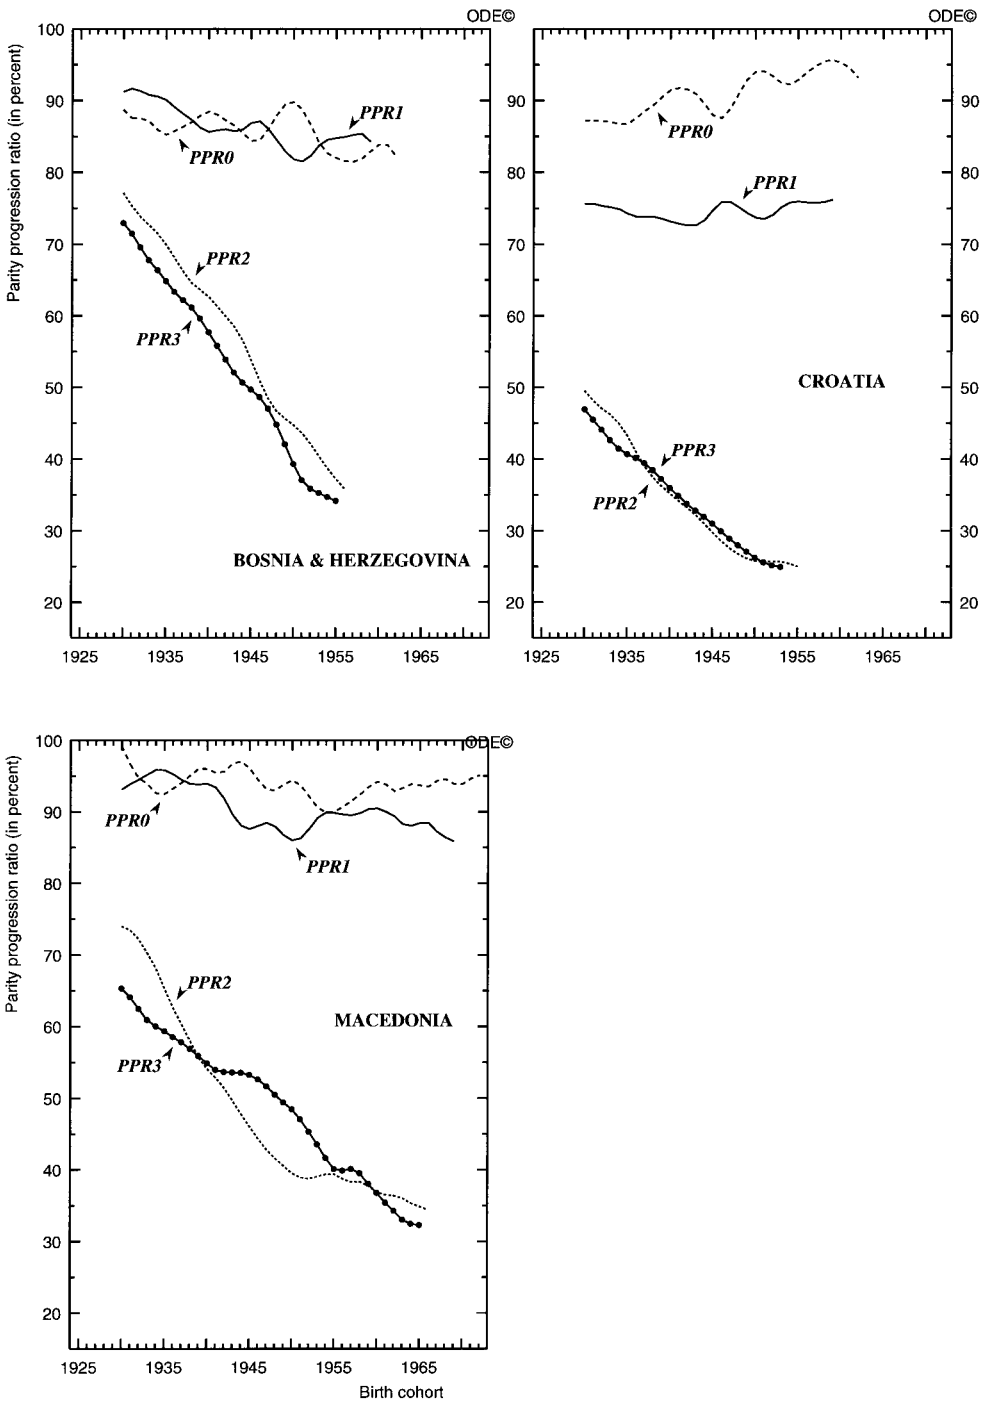 ODE©
ODE©
Parity progression ratio (in percent)
100
90
80
70
60
50
40
30
20
PPR1
PPR0
PPR2
PPR3
BOSNIA & HERZEGOVINA
1925 1935 1945 1955 1965
100
90
80
70
60
50
40
30
20
90
80
70
60
50
40
30
20
PPR0
PPR1
CROATIA
PPR3
PPR2
1925 1935 1945 1955 1965
ODE©
Parity progression ratio (in percent)
100
90
80
70
60
50
40
30
20
PPR0
PPR1
PPR2
MACEDONIA
PPR3
1925 1935 1945 1955 1965
Birth cohort